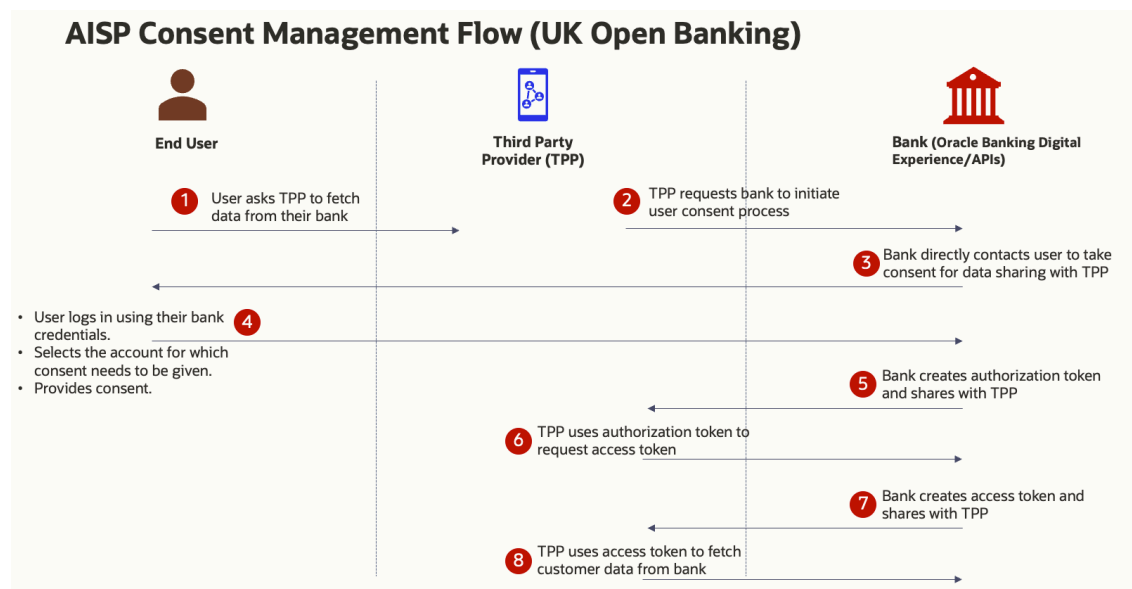 AISP Consent Management Flow (UK Open Banking)
End User
Third Party
Provider (TPP)
Bank (Oracle Banking Digital
Experience/APIs)
1
User asks TPP to fetch
data from their bank
2
TPP requests bank to initiate
user consent process
3
Bank directly contacts user to take
consent for data sharing with TPP
• User logs in using their bank
credentials.
• Selects the account for which
consent needs to be given.
• Provides consent.
4
5
Bank creates authorization token
and shares with TPP
6
TPP uses authorization token to
request access token
7
Bank creates access token and
shares with TPP
8
TPP uses access token to fetch
customer data from bank